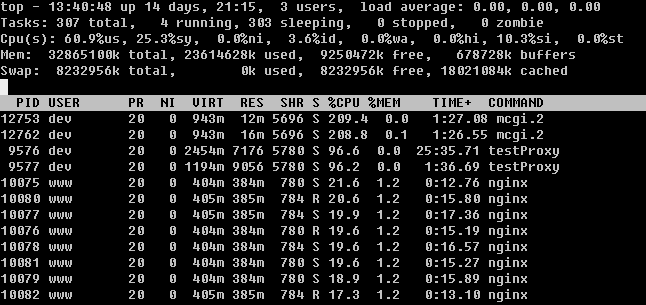 top - 13:40:48 up 14 days, 21:15,  3 users,  load average: 0.00, 0.00, 0.00
Tasks: 307 total,   4 running, 303 sleeping,   0 stopped,   0 zombie
Cpu(s): 60.9%us, 25.3%sy,  0.0%ni,  3.6%id,  0.0%wa,  0.0%hi, 10.3%si,  0.0%st
Mem:  32865100k total, 23614628k used,  9250472k free,   678728k buffers
Swap:  8232956k total,        0k used,  8232956k free, 18021084k cached
PID USER      PR  NI  VIRT  RES  SHR S %CPU %MEM    TIME+  COMMAND
12753 dev       20   0  943m  12m 5696 S 209.4  0.0   1:27.08 mcgi.2
12762 dev       20   0  943m  16m 5696 S 208.8  0.1   1:26.55 mcgi.2
9576 dev       20   0 2454m 7176 5780 S 96.6  0.0  25:35.71 testProxy
9577 dev       20   0 1194m 9056 5780 S 96.2  0.0   1:36.69 testProxy
10075 www       20   0  404m 384m  780 S 21.6  1.2   0:12.76 nginx
10080 www       20   0  405m 385m  784 R 20.6  1.2   0:15.80 nginx
10077 www       20   0  405m 384m  784 S 19.9  1.2   0:17.36 nginx
10076 www       20   0  404m 384m  780 R 19.6  1.2   0:15.19 nginx
10078 www       20   0  404m 384m  784 S 19.6  1.2   0:16.57 nginx
10081 www       20   0  405m 384m  780 S 19.6  1.2   0:15.27 nginx
10079 www       20   0  404m 384m  780 S 18.9  1.2   0:15.89 nginx
10082 www       20   0  405m 385m  784 R 17.3  1.2   0:13.10 nginx